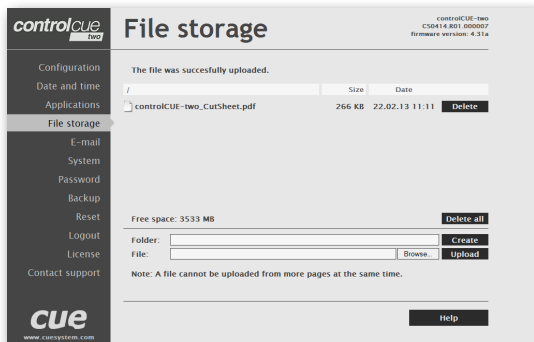 controlcue
two
File storage
controlCUE-two
CS0414.R01.000007
firmware version: 4.31a
Configuration
Date and time
Applications
File storage
E-mail
System
Password
Backup
Reset
Logout
License
Contact support
The file was succesfully uploaded.
/ Size Date
controlCUE-two_CutSheet.pdf 266 KB 22.02.13 11:11 Delete
Free space: 3533 MB Delete all
Folder: Create
File: Browse... Upload
Note: A file cannot be uploaded from more pages at the same time.
Help
cue
www.cuesystem.com